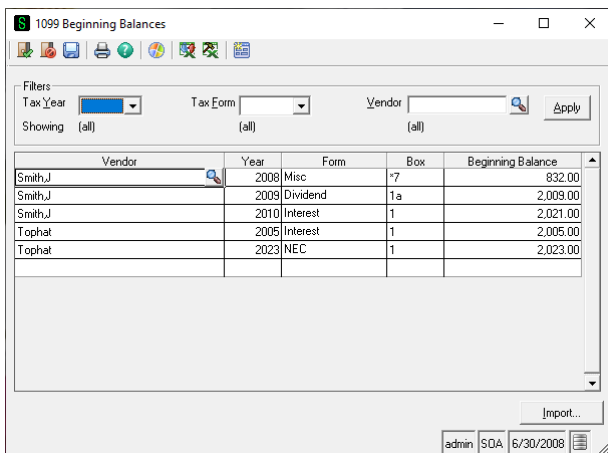 S 1099 Beginning Balances
Filters
Tax Year Tax Form Vendor Apply
Showing (all) (all) (all)
Vendor Year Form Box Beginning Balance
Smith,J 2008 Misc *7 832.00
Smith,J 2009 Dividend 1a 2,009.00
Smith,J 2010 Interest 1 2,021.00
Tophat 2005 Interest 1 2,005.00
Tophat 2023 NEC 1 2,023.00
Import...
admin SOA 6/30/2008